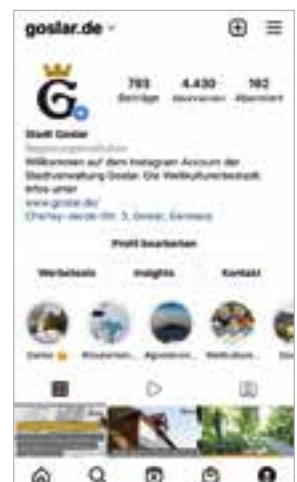 goslar.de
793 4.430 162
Beiträge Abonnenten Abonniert
Stadt Goslar
Willkommen auf dem Instagram Account der
Stadtverwaltung Goslar. Die Weltkulturerbestadt.
Infos unter
www.goslar.de/
Charley-Jacob-Str. 3, Goslar, Germany
Profil bearbeiten
Werbetools Insights Kontakt